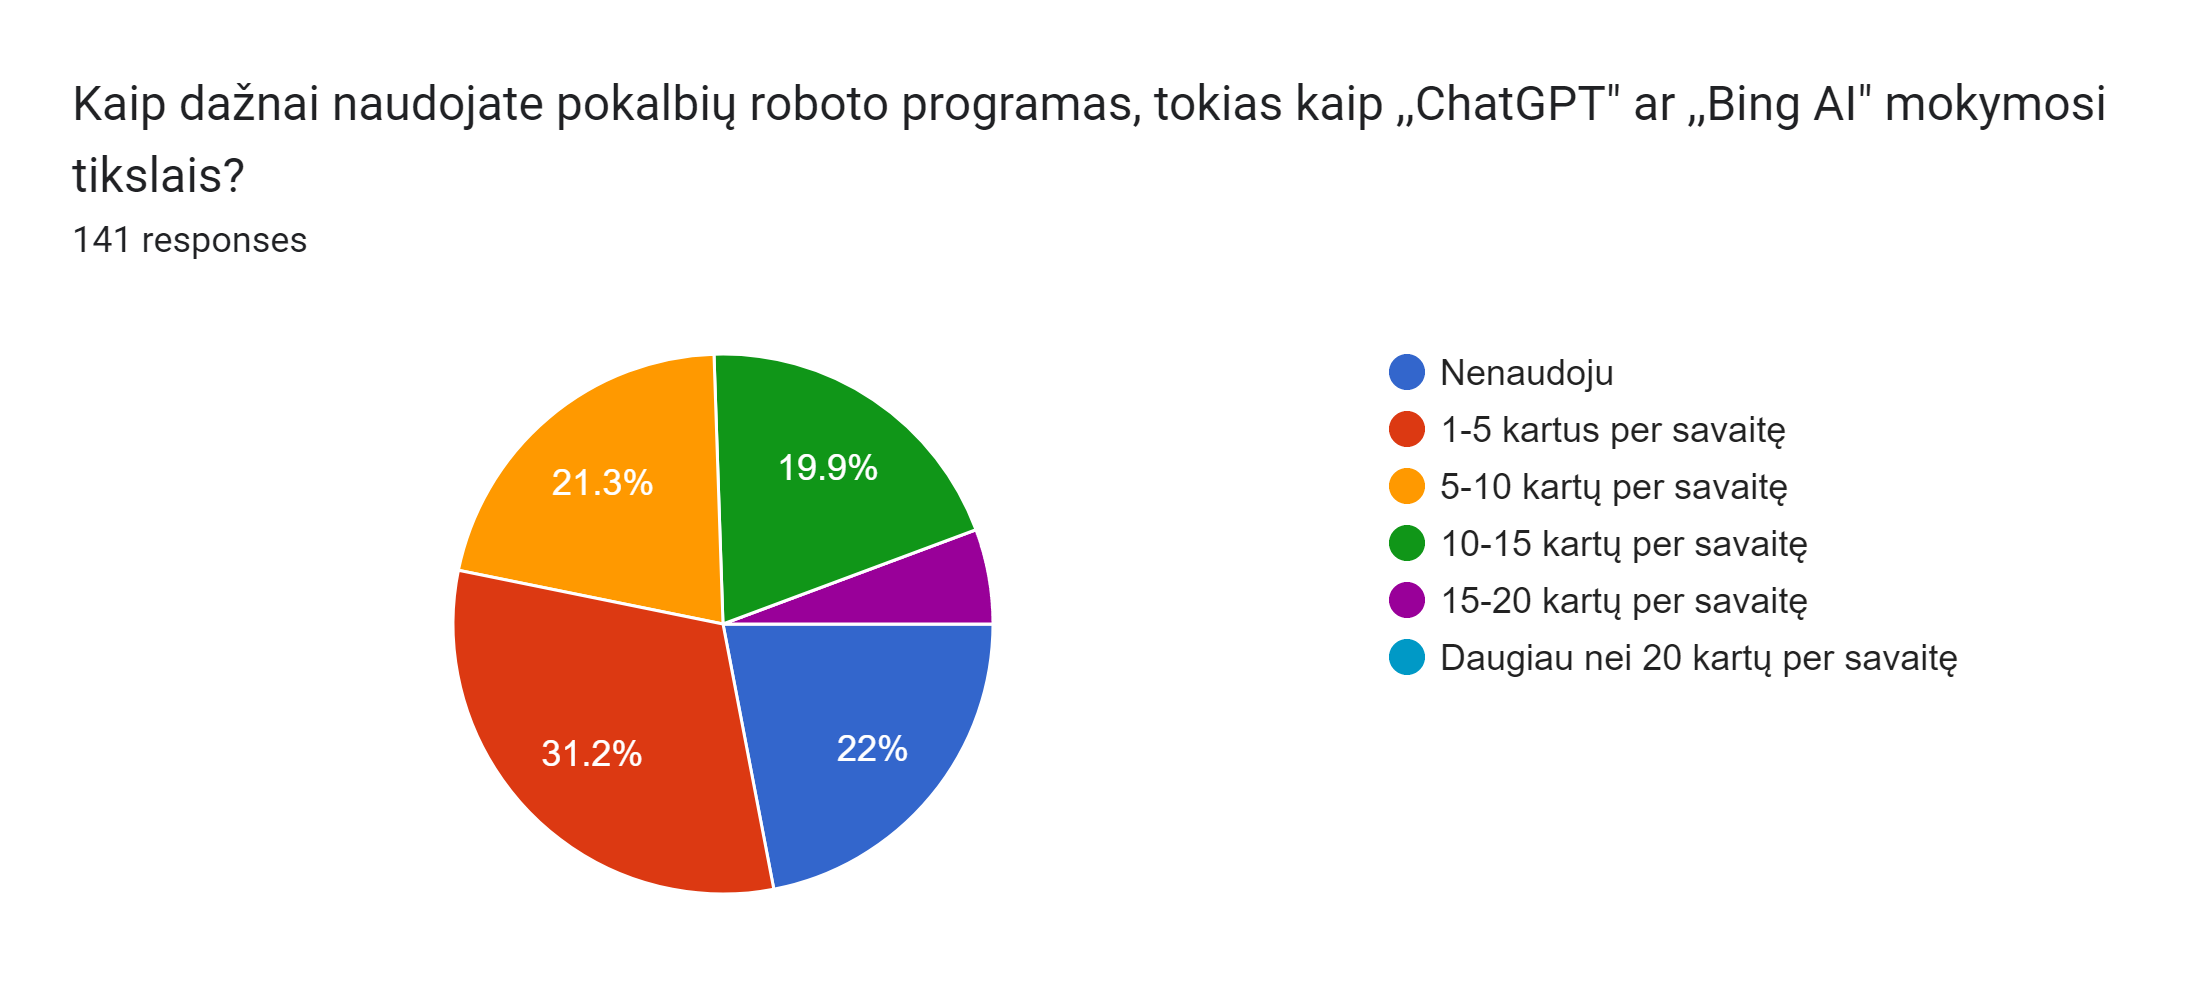 Kaip dažnai naudojate pokalbių roboto programas, tokias kaip ,,ChatGPT" ar ,,Bing AI" mokymosi
tikslais?
141 responses
19.9%
21.3%
31.2%
22%
Nenaudoju
1-5 kartus per savaitę
5-10 kartų per savaitę
10-15 kartų per savaitę
15-20 kartų per savaitę
Daugiau nei 20 kartų per savaitę